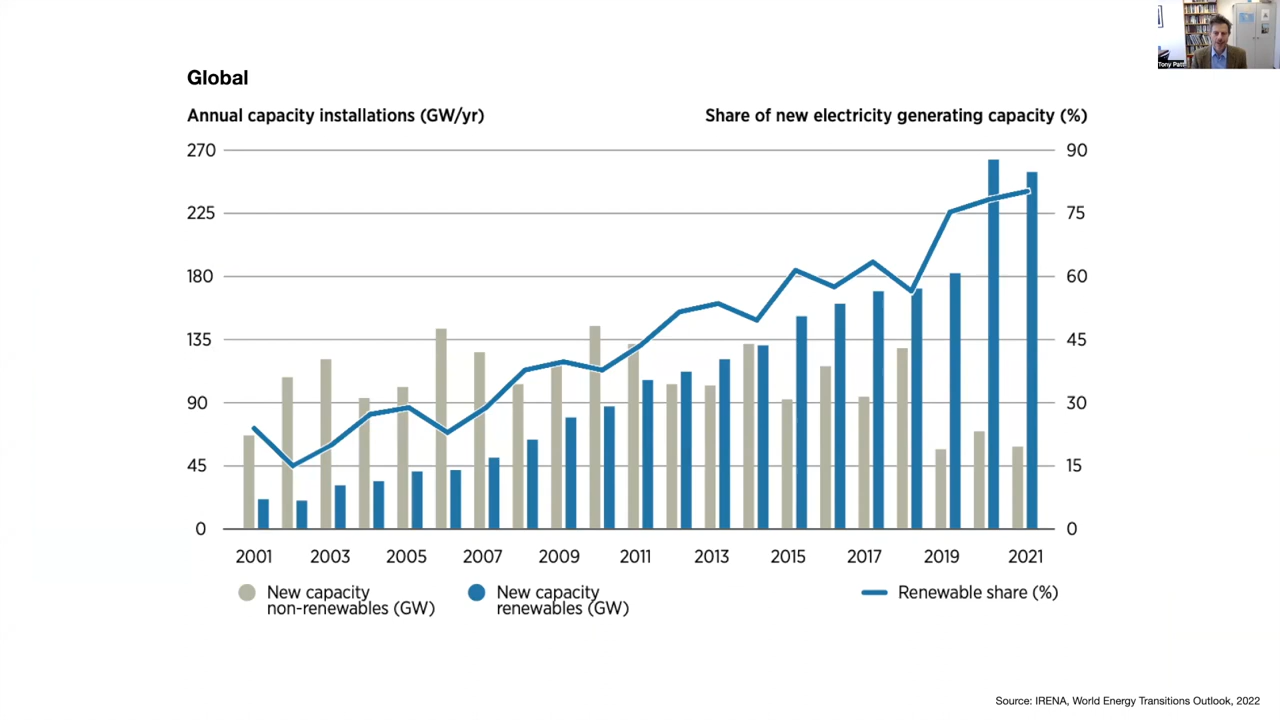 Tony Patt
Global
Annual capacity installations (GW/yr) Share of new electricity generating capacity (%)
270 90
225 75
180 60
135 45
90 30
45 15
0 0
2001 2003 2005 2007 2009 2011 2013 2015 2017 2019 2021
New capacity non-renewables (GW)
New capacity renewables (GW)
Renewable share (%)
Source: IRENA, World Energy Transitions Outlook, 2022